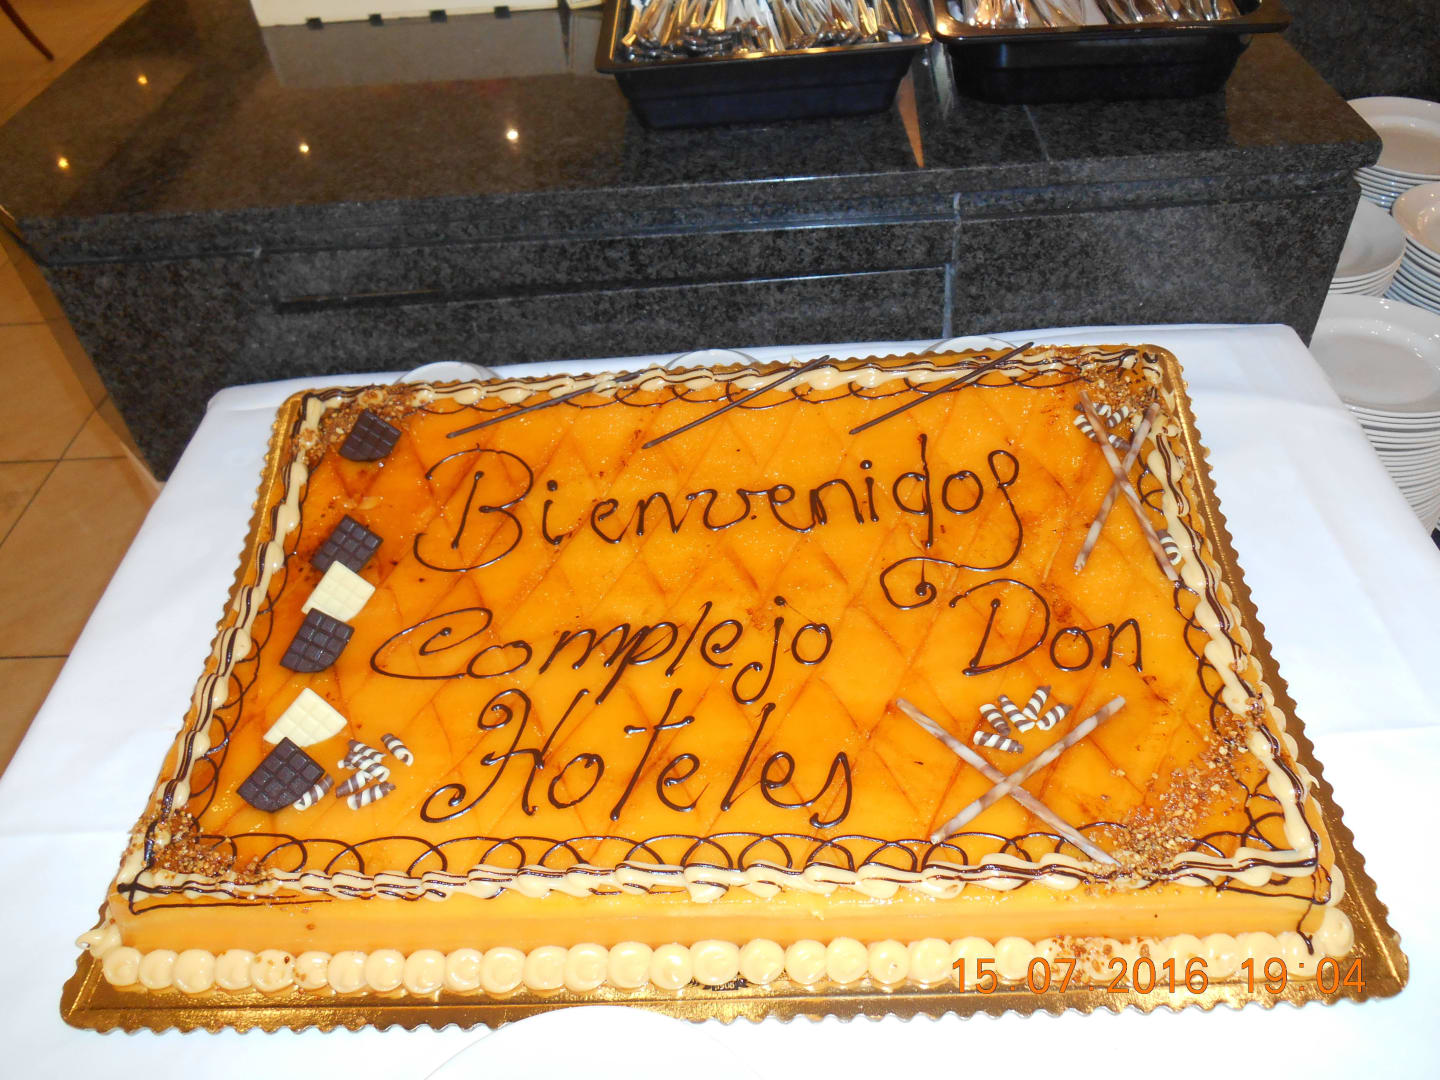 Bienvenidos
Complejo Don
Hoteles
15.07.2016 19:04